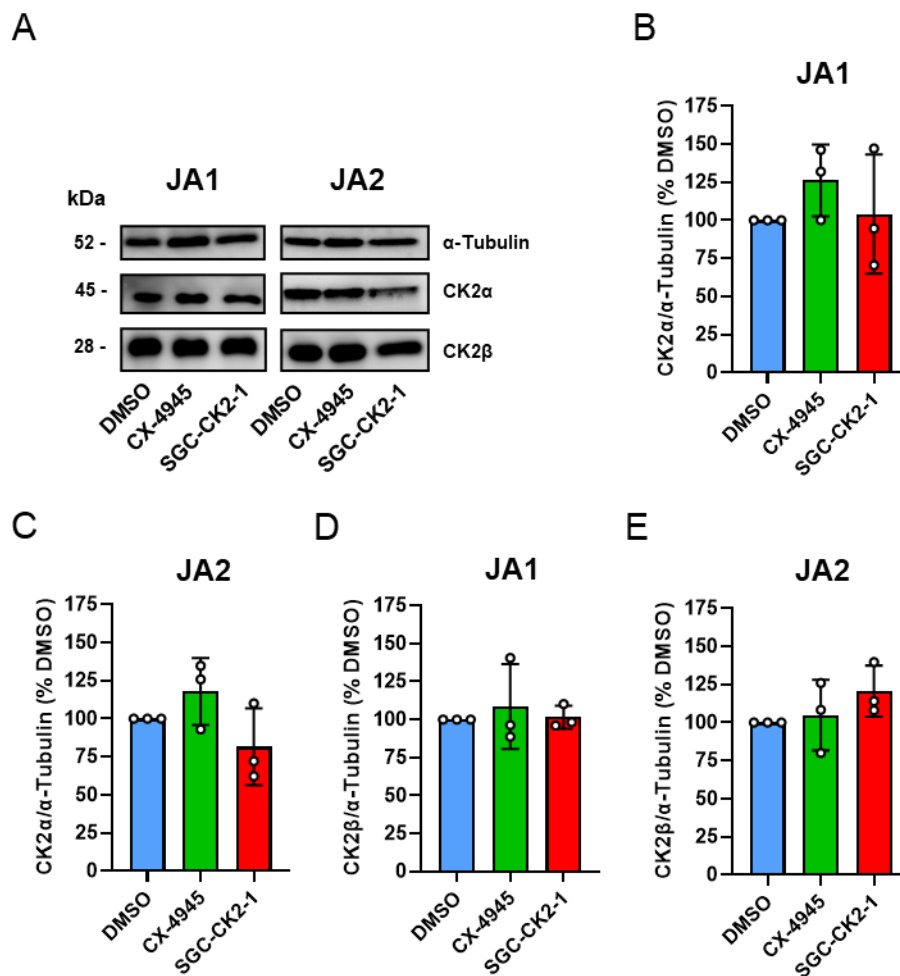 A
B
JA1
JA2
kDa
52 -
α-Tubulin
45 -
CK2α
28 -
CK2β
DMSO
CX-4945
SGC-CK2-1
DMSO
CX-4945
SGC-CK2-1
JA1
CK2α/α-Tubulin (% DMSO)
175
150
125
100
75
50
25
0
DMSO
CX-4945
SGC-CK2-1
C
JA2
CK2α/α-Tubulin (% DMSO)
175
150
125
100
75
50
25
0
DMSO
CX-4945
SGC-CK2-1
D
JA1
CK2β/α-Tubulin (% DMSO)
175
150
125
100
75
50
25
0
DMSO
CX-4945
SGC-CK2-1
E
JA2
CK2β/α-Tubulin (% DMSO)
175
150
125
100
75
50
25
0
DMSO
CX-4945
SGC-CK2-1